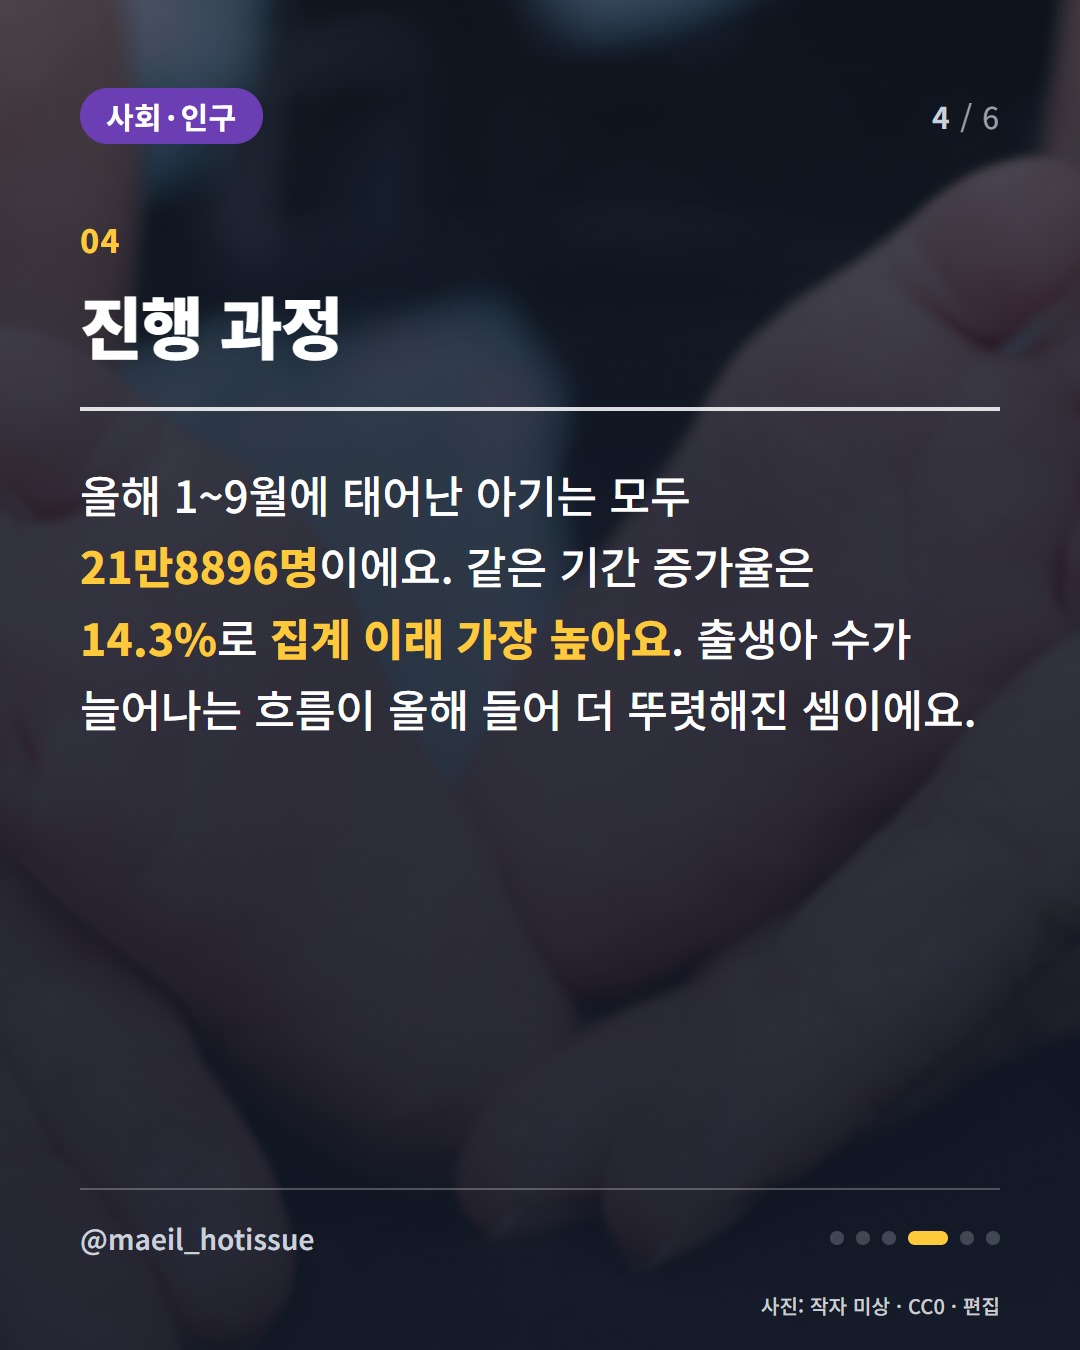 사회·인구
4 / 6
04
진행 과정
올해 1~9월에 태어난 아기는 모두
21만8896명이에요. 같은 기간 증가율은
14.3%로 집계 이래 가장 높아요. 출생아 수가
늘어나는 흐름이 올해 들어 더 뚜렷해진 셈이에요.
@maeil_hotissue
사진: 작자 미상 · CC0 · 편집